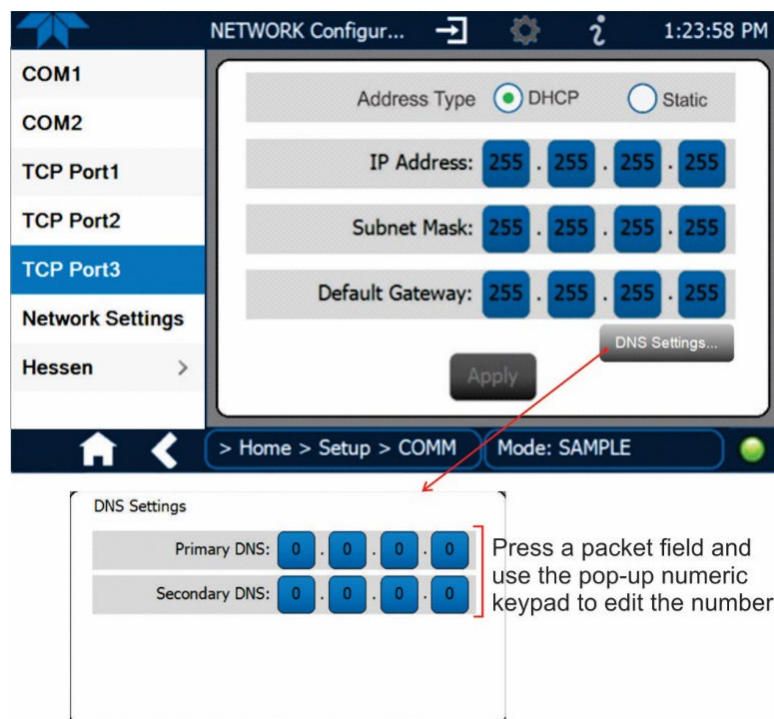 NETWORK Configur... 1:23:58 PM
COM1
COM2
TCP Port1
TCP Port2
TCP Port3
Network Settings
Hessen >
Address Type DHCP Static
IP Address: 255 . 255 . 255 . 255
Subnet Mask: 255 . 255 . 255 . 255
Default Gateway: 255 . 255 . 255 . 255
DNS Settings...
Apply
> Home > Setup > COMM Mode: SAMPLE
DNS Settings
Primary DNS: 0 . 0 . 0 . 0
Secondary DNS: 0 . 0 . 0 . 0
Press a packet field and
use the pop-up numeric
keypad to edit the number